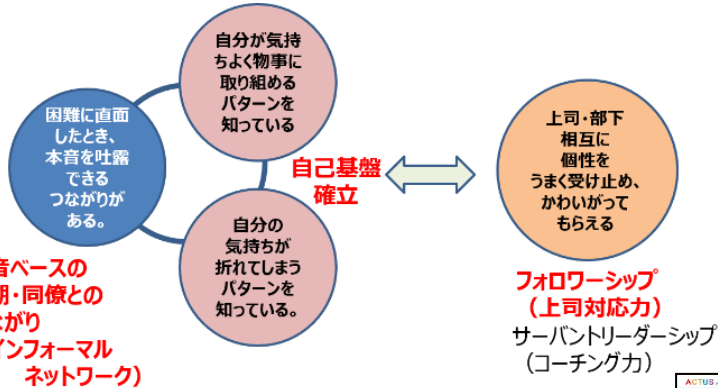 自分が気持
ちよく物事に
取り組める
パターンを
知っている
困難に直面
したとき、
本音を吐露
できる
つながりが
ある。
自己基盤
確立
自分の
気持ちが
折れてしまう
パターンを
知っている。
音ベースの
期・同僚との
ながり
インフォーマル
ネットワーク）
上司・部下
相互に
個性を
うまく受け止め、
かわいがって
もらえる
フォロワーシップ
（上司対応力）
サーバントリーダーシップ
（コーチング力）
ACTUS